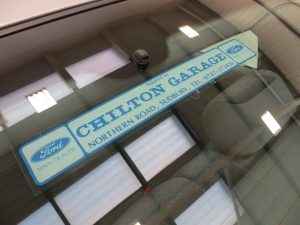 Ford
MAIN DEALER
CHILTON GARAGE
NORTHERN ROAD, SUDBURY. TEL.
Ford